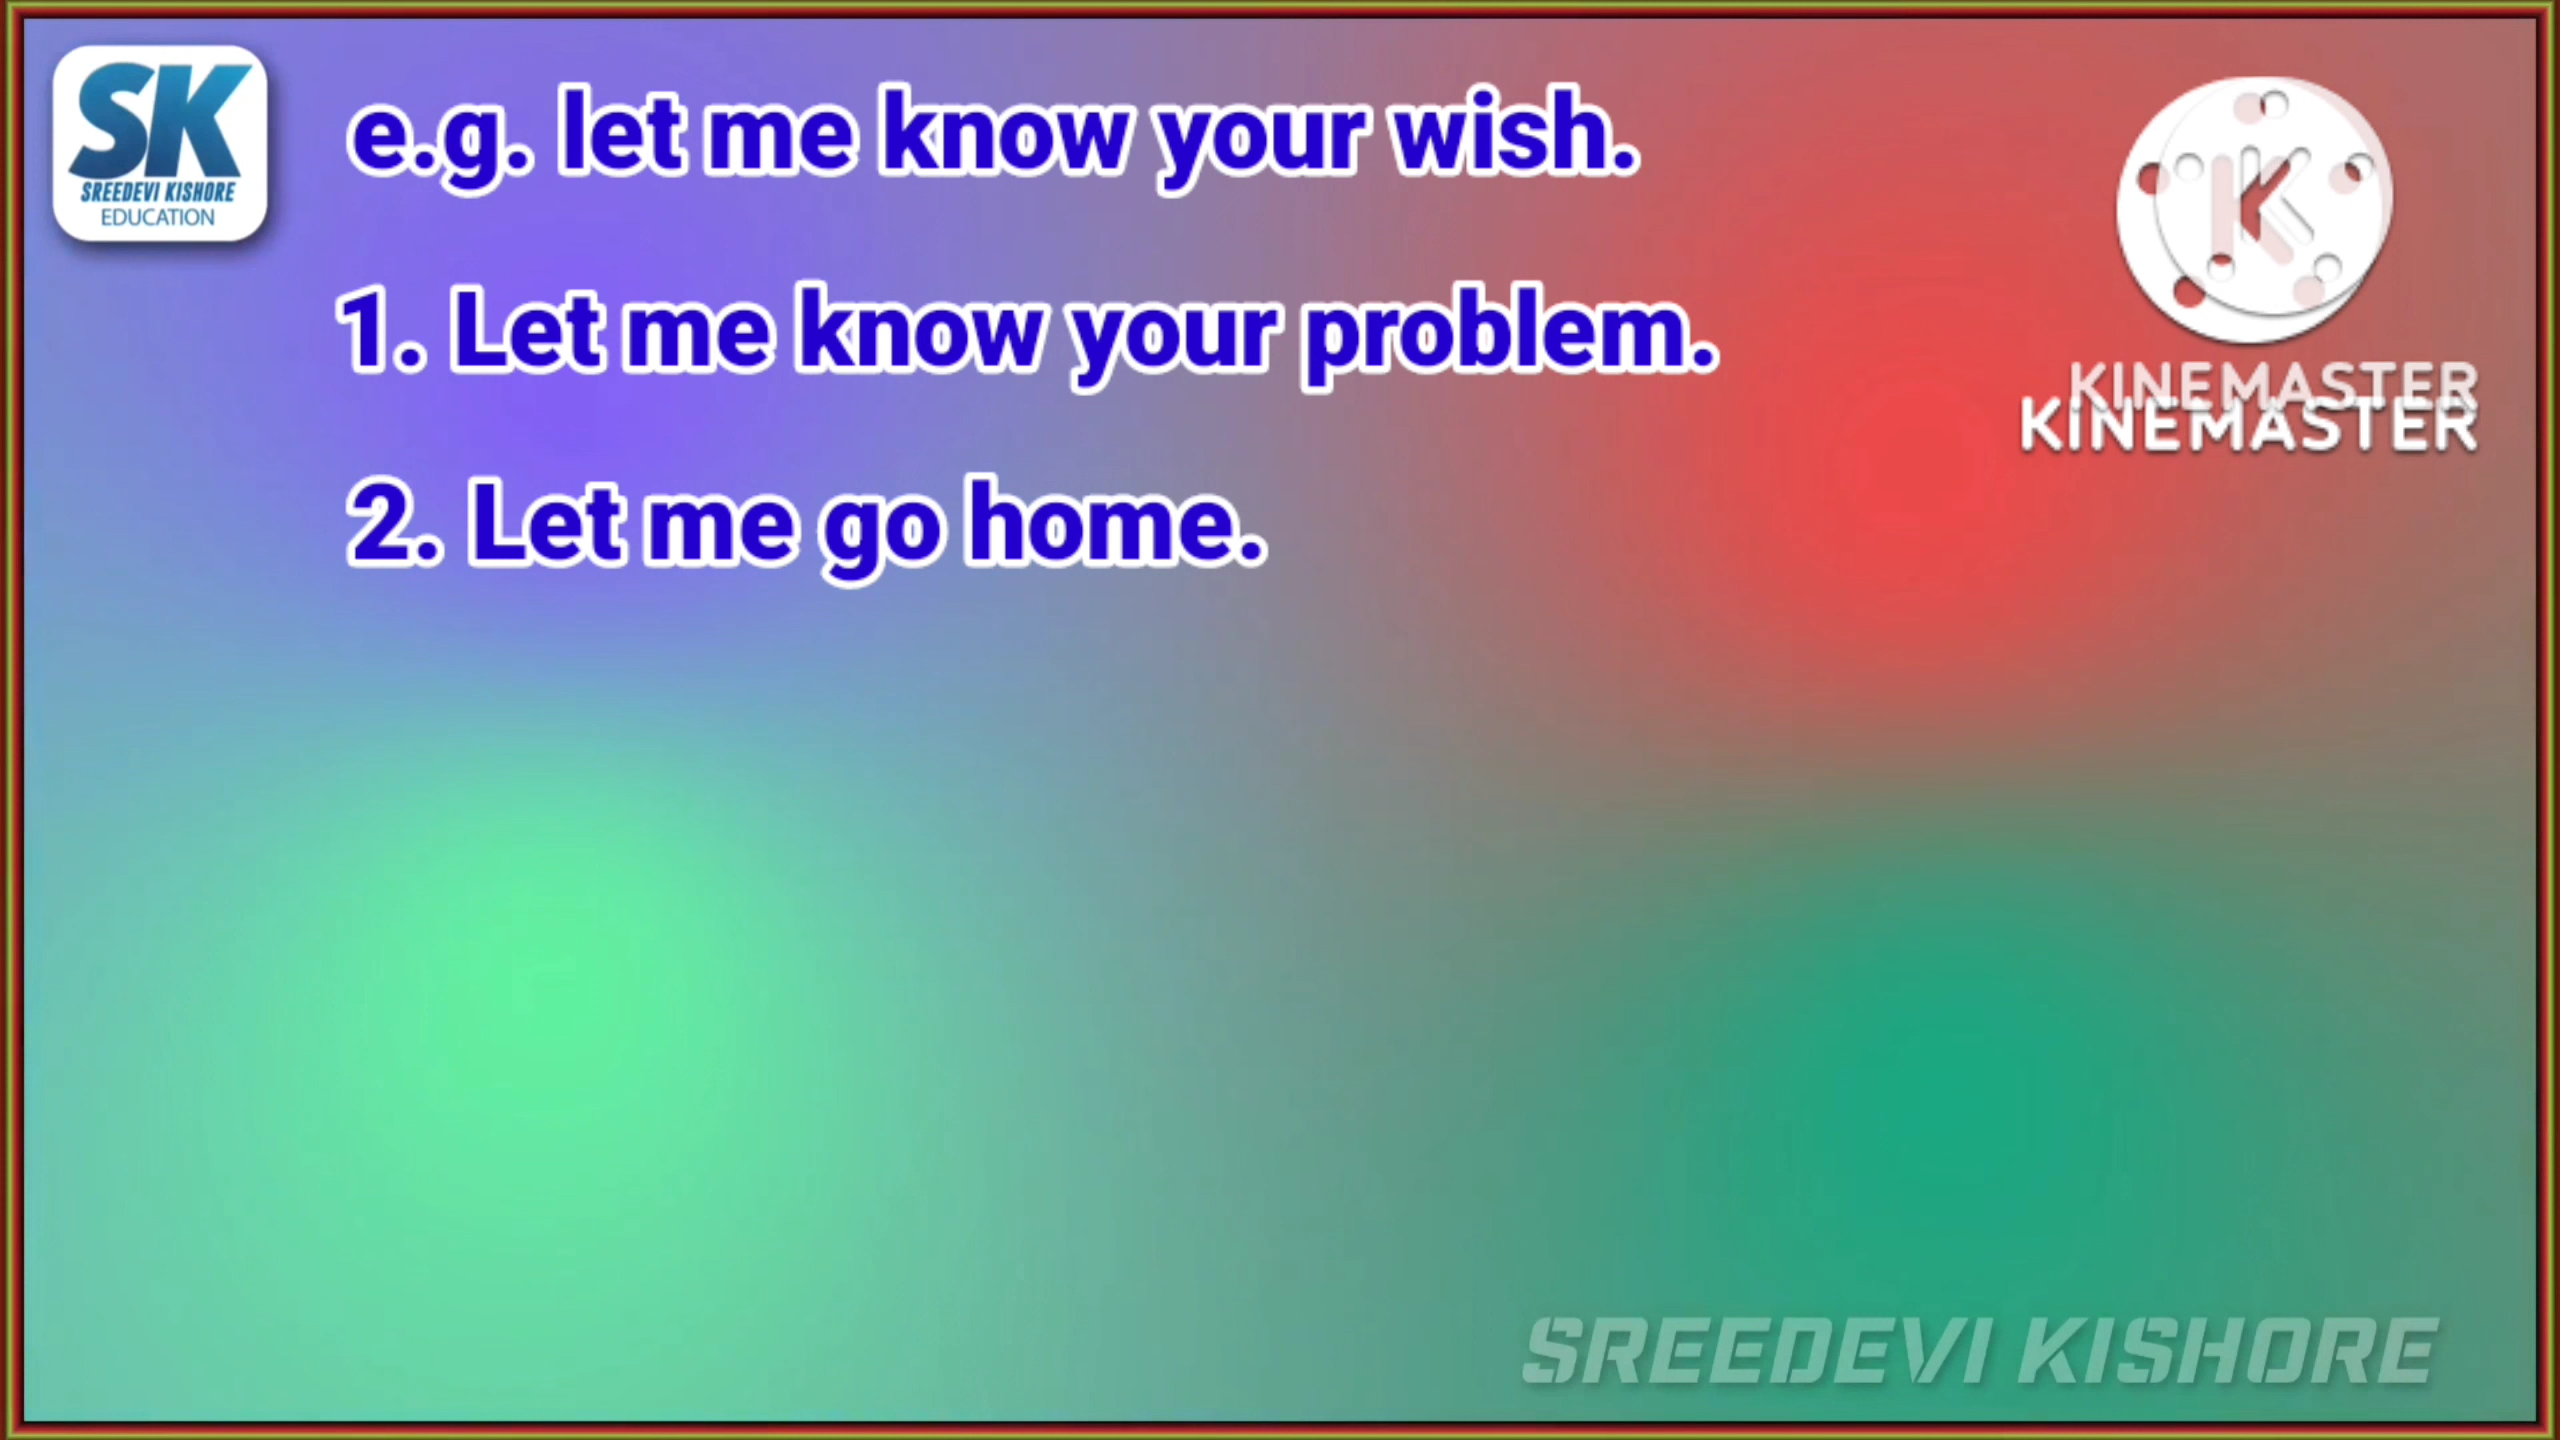 SK
SREEDEVI KISHORE
EDUCATION
e.g. let me know your wish.
1. Let me know your problem.
2. Let me go home.
K
KINEMASTER
KINEMASTER
SREEDEVI KISHORE